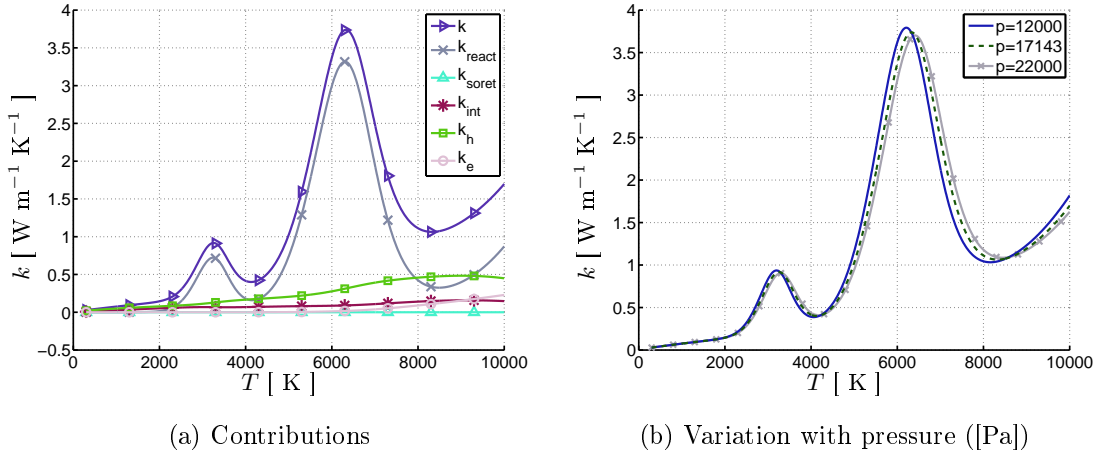 4
3.5
3
2.5
2
1.5
1
0.5
0
−0.5
k [ W m⁻¹ K⁻¹ ]
0 2000 4000 6000 8000 10000
T [ K ]
k
k_react
k_soret
k_int
k_h
k_e
(a) Contributions
4
3.5
3
2.5
2
1.5
1
0.5
0
k [ W m⁻¹ K⁻¹ ]
0 2000 4000 6000 8000 10000
T [ K ]
p=12000
p=17143
p=22000
(b) Variation with pressure ([Pa])